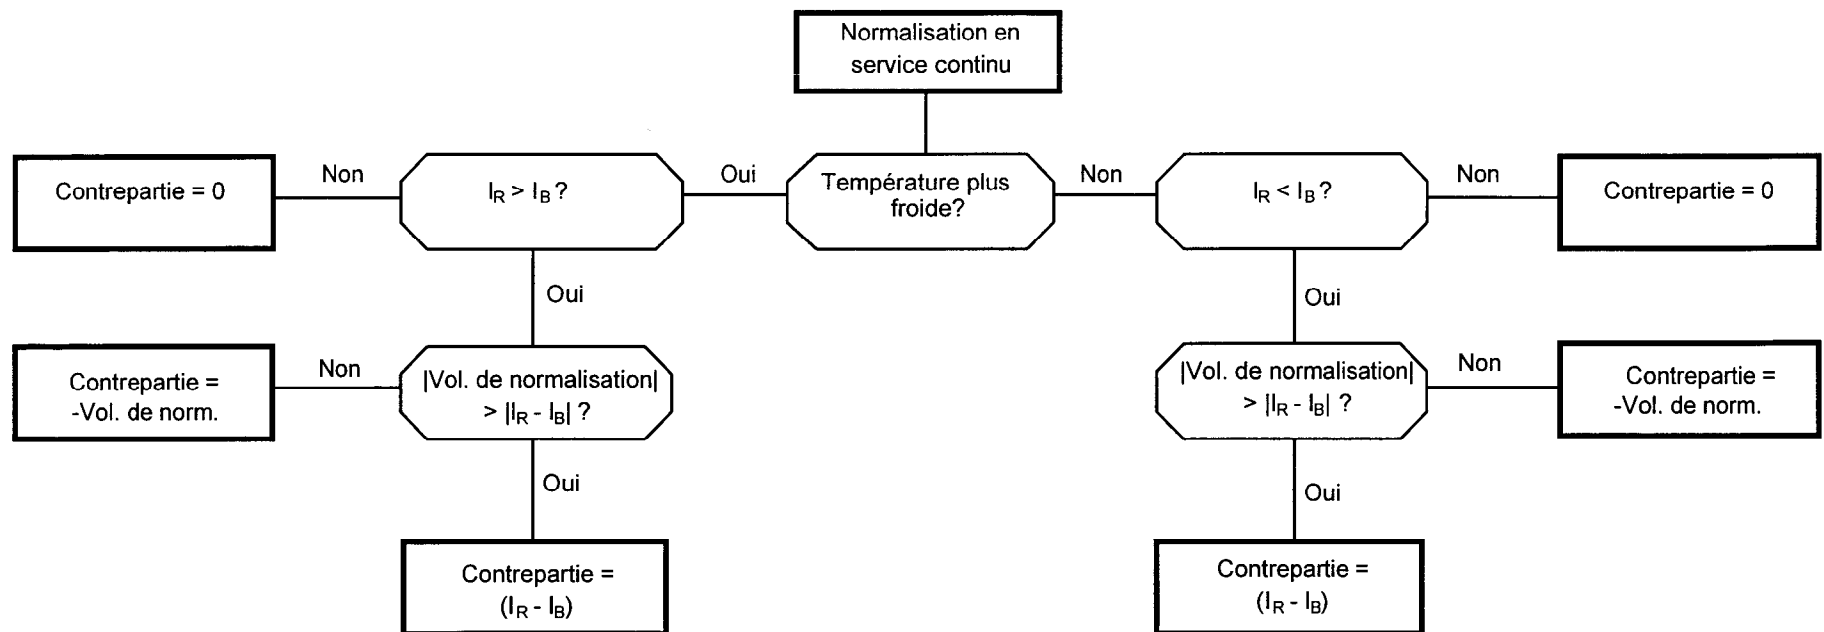 Normalisation en
service continu
Contrepartie = 0
Non
I_R > I_B ?
Oui
Température plus
froide?
Non
I_R < I_B ?
Non
Contrepartie = 0
Oui
Oui
Contrepartie =
-Vol. de norm.
Non
|Vol. de normalisation|
> |I_R - I_B| ?
|Vol. de normalisation|
> |I_R - I_B| ?
Non
Contrepartie =
-Vol. de norm.
Oui
Oui
Contrepartie =
(I_R - I_B)
Contrepartie =
(I_R - I_B)